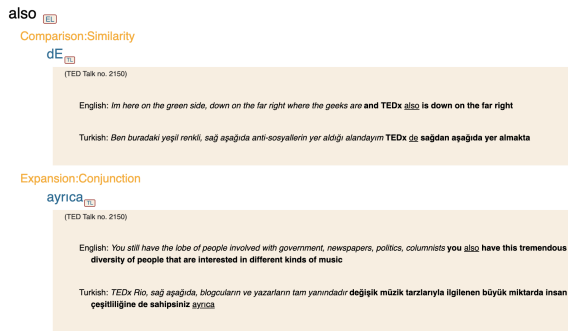 also EL
Comparison:Similarity
dE TL
(TED Talk no. 2150)
English: Im here on the green side, down on the far right where the geeks are and TEDx also is down on the far right
Turkish: Ben buradaki yeşil renkli, sağ aşağıda anti-sosyallerin yer aldığı alandayım TEDx de sağdan aşağıda yer almakta
Expansion:Conjunction
ayrıca TL
(TED Talk no. 2150)
English: You still have the lobe of people involved with government, newspapers, politics, columnists you also have this tremendous
diversity of people that are interested in different kinds of music
Turkish: TEDx Rio, sağ aşağıda, blogcuların ve yazarların tam yanındadır değişik müzik tarzlarıyla ilgilenen büyük miktarda insan
çeşitliliğine de sahipsiniz ayrıca